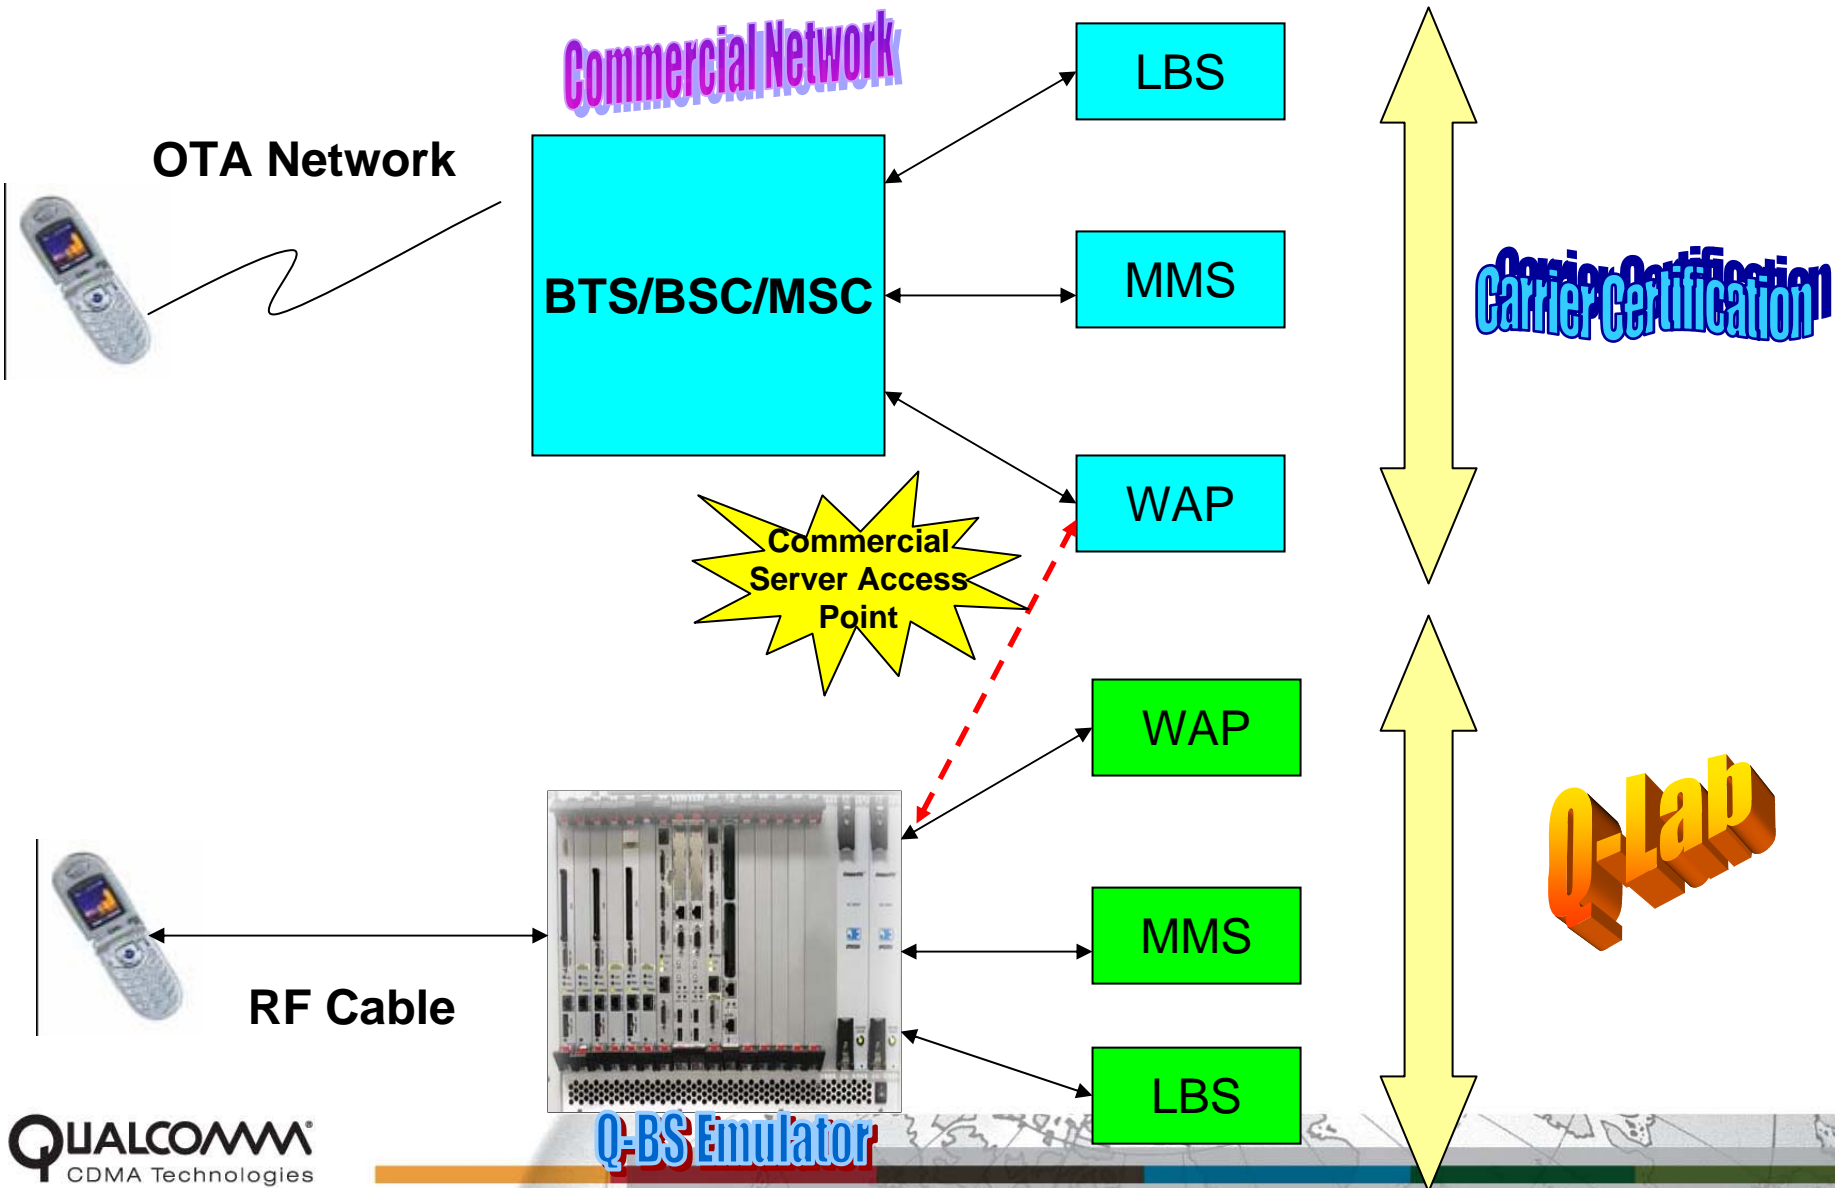 Commercial Network
LBS
OTA Network
BTS/BSC/MSC
MMS
Carrier Certification
WAP
Commercial
Server Access
Point
WAP
Q-Lab
MMS
RF Cable
LBS
Q-BS Emulator
QUALCOMM®
CDMA Technologies